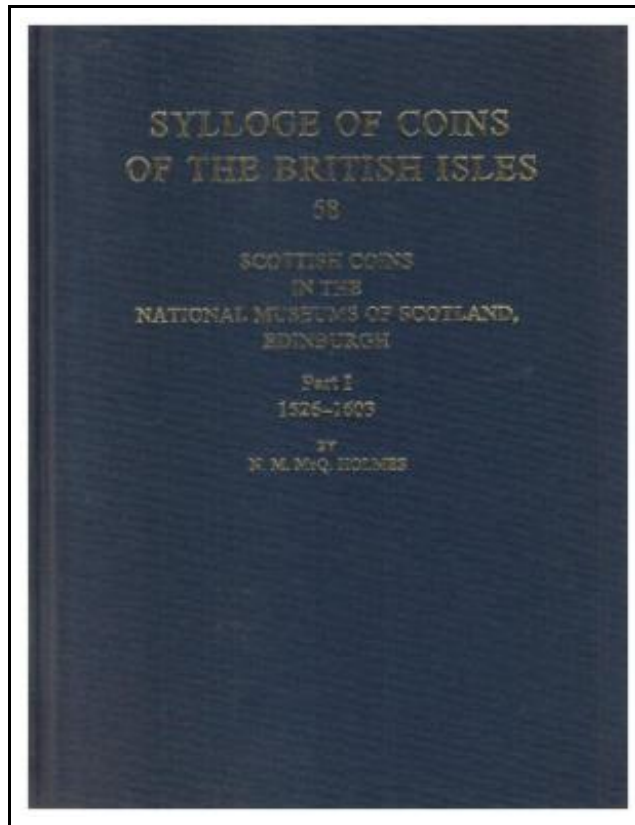 SYLLOGE OF COINS
OF THE BRITISH ISLES
58
SCOTTISH COINS
IN THE
NATIONAL MUSEUMS OF SCOTLAND,
EDINBURGH
Part I
1526–1603
BY
N. M. McQ. HOLMES